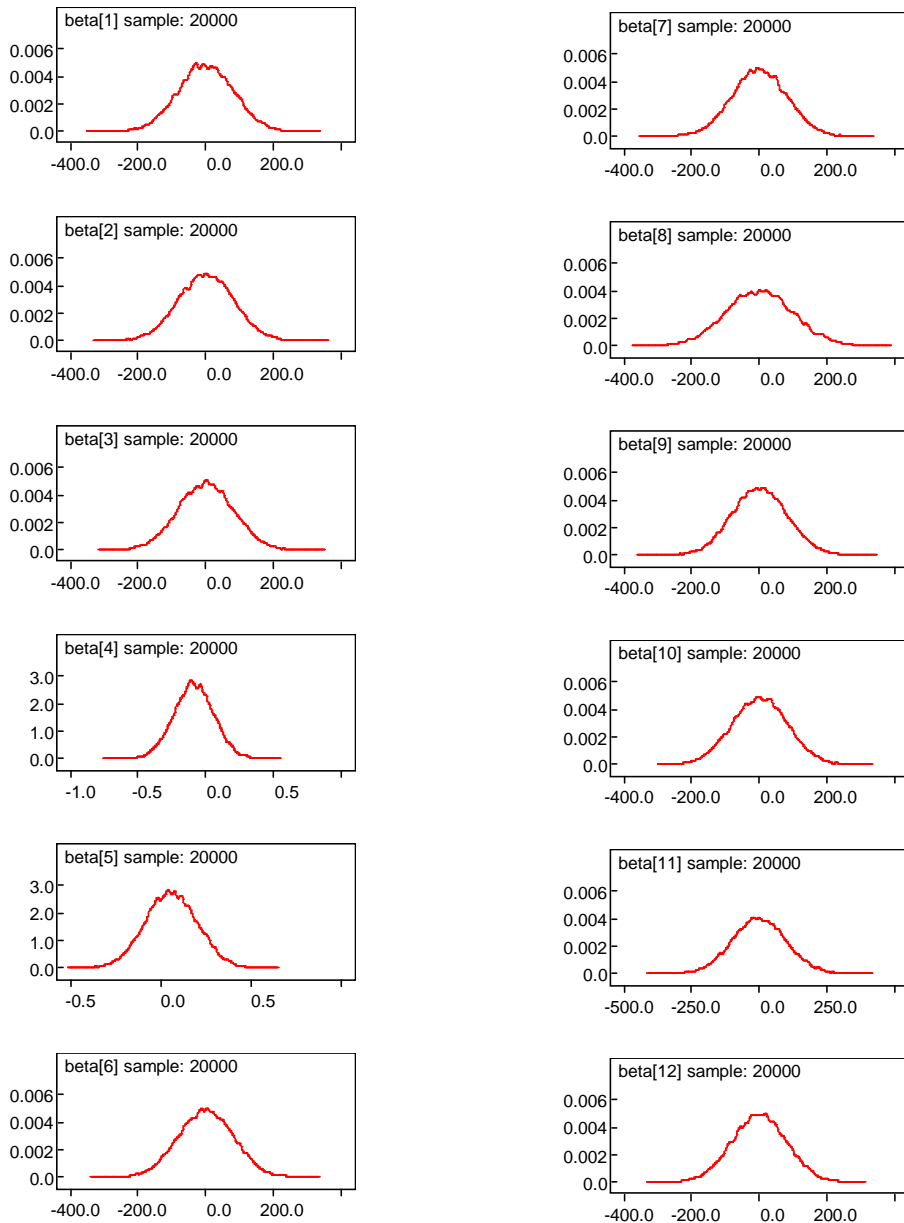 beta[1] sample: 20000
0.006
0.004
0.002
0.0
-400.0 -200.0 0.0 200.0
beta[2] sample: 20000
0.006
0.004
0.002
0.0
-400.0 -200.0 0.0 200.0
beta[3] sample: 20000
0.006
0.004
0.002
0.0
-400.0 -200.0 0.0 200.0
beta[4] sample: 20000
3.0
2.0
1.0
0.0
-1.0 -0.5 0.0 0.5
beta[5] sample: 20000
3.0
2.0
1.0
0.0
-0.5 0.0 0.5
beta[6] sample: 20000
0.006
0.004
0.002
0.0
-400.0 -200.0 0.0 200.0
beta[7] sample: 20000
0.006
0.004
0.002
0.0
-400.0 -200.0 0.0 200.0
beta[8] sample: 20000
0.006
0.004
0.002
0.0
-400.0 -200.0 0.0 200.0
beta[9] sample: 20000
0.006
0.004
0.002
0.0
-400.0 -200.0 0.0 200.0
beta[10] sample: 20000
0.006
0.004
0.002
0.0
-400.0 -200.0 0.0 200.0
beta[11] sample: 20000
0.006
0.004
0.002
0.0
-500.0 -250.0 0.0 250.0
beta[12] sample: 20000
0.006
0.004
0.002
0.0
-400.0 -200.0 0.0 200.0